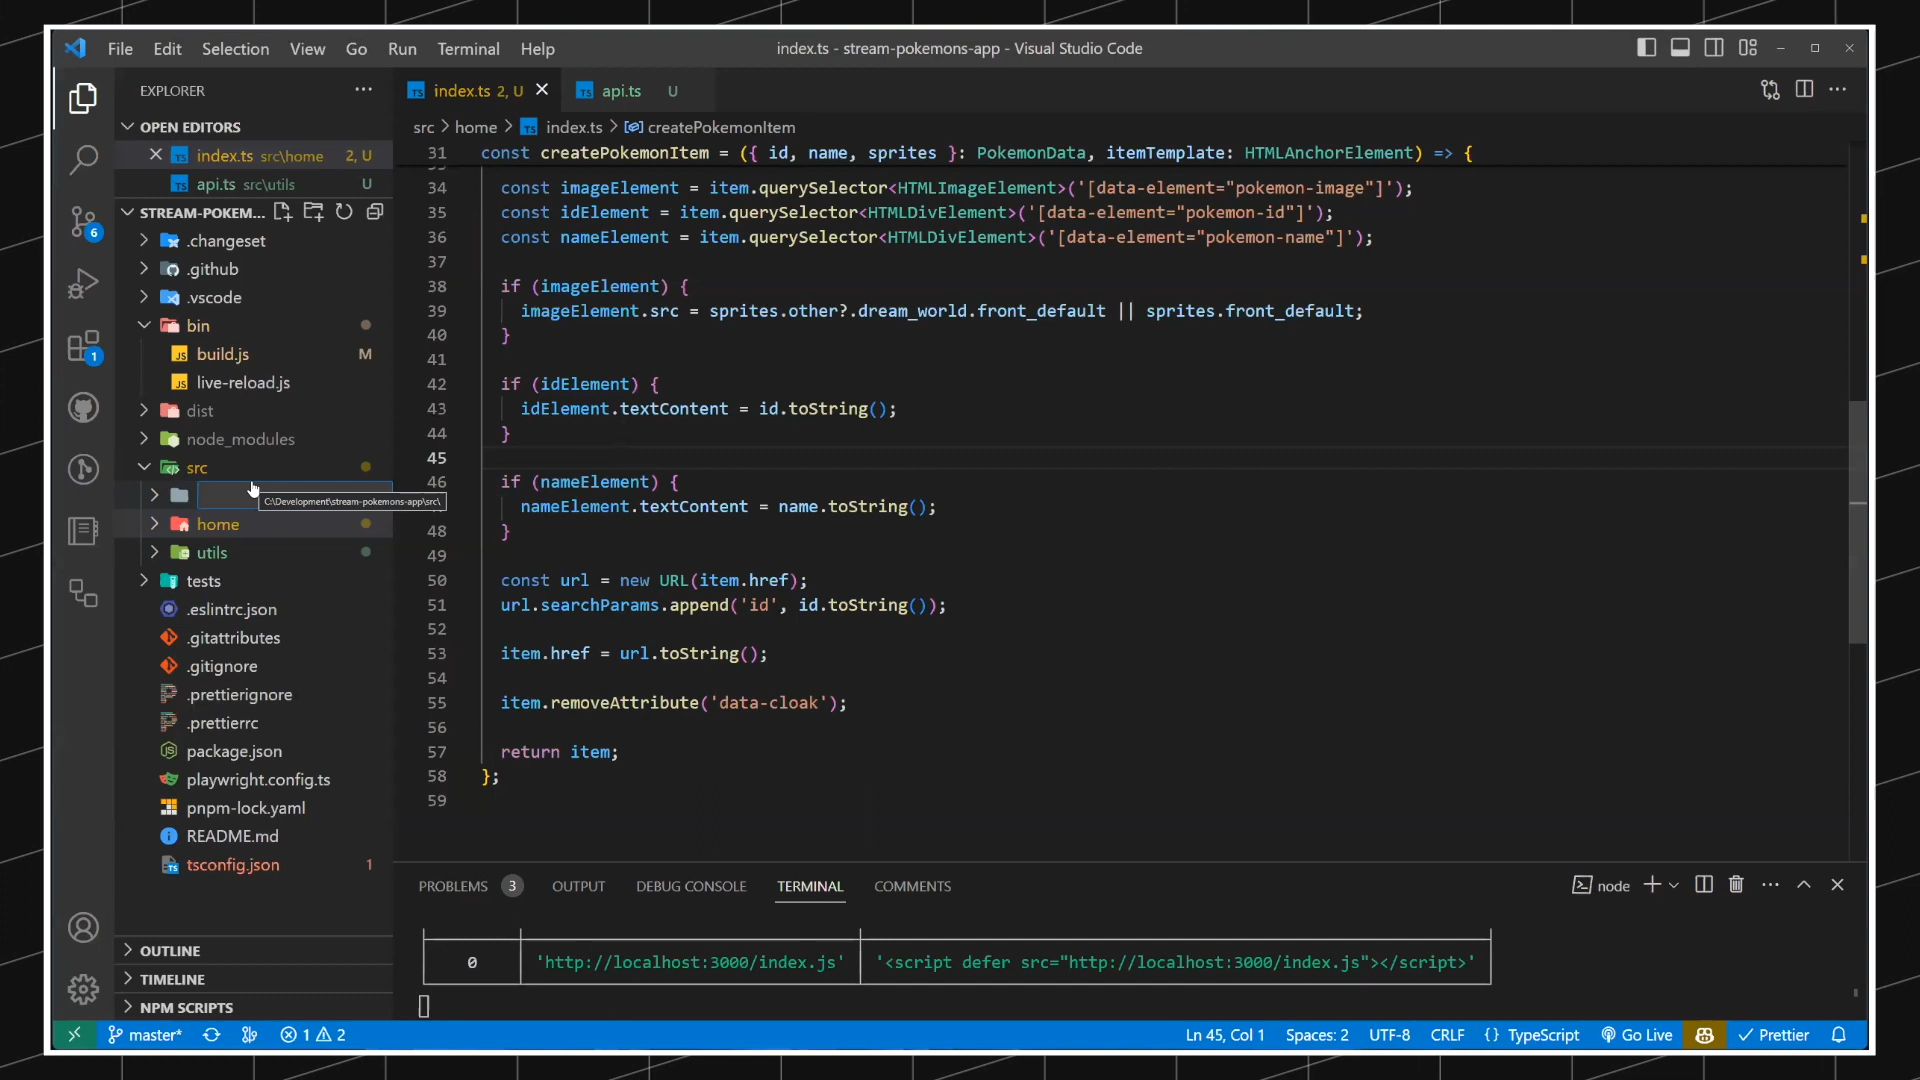 File Edit Selection View Go Run Terminal Help
index.ts - stream-pokemons-app - Visual Studio Code
EXPLORER
OPEN EDITORS
index.ts src\home 2, U
api.ts src\utils U
STREAM-POKEM...
.changeset
.github
.vscode
bin
build.js M
live-reload.js
dist
node_modules
src
C:\Development\stream-pokemons-app\src\
home
utils
tests
.eslintrc.json
.gitattributes
.gitignore
.prettierignore
.prettierrc
package.json
playwright.config.ts
pnpm-lock.yaml
README.md
tsconfig.json 1
OUTLINE
TIMELINE
NPM SCRIPTS
6
1
index.ts 2, U
api.ts U
src > home > index.ts > createPokemonItem
31 const createPokemonItem = ({ id, name, sprites }: PokemonData, itemTemplate: HTMLAnchorElement) => {
34 const imageElement = item.querySelector<HTMLImageElement>('[data-element="pokemon-image"]');
35 const idElement = item.querySelector<HTMLDivElement>('[data-element="pokemon-id"]');
36 const nameElement = item.querySelector<HTMLDivElement>('[data-element="pokemon-name"]');
37
38 if (imageElement) {
39 imageElement.src = sprites.other?.dream_world.front_default || sprites.front_default;
40 }
41
42 if (idElement) {
43 idElement.textContent = id.toString();
44 }
45
46 if (nameElement) {
nameElement.textContent = name.toString();
48 }
49
50 const url = new URL(item.href);
51 url.searchParams.append('id', id.toString());
52
53 item.href = url.toString();
54
55 item.removeAttribute('data-cloak');
56
57 return item;
58 };
59
PROBLEMS 3 OUTPUT DEBUG CONSOLE TERMINAL COMMENTS
node
0 'http://localhost:3000/index.js' '<script defer src="http://localhost:3000/index.js"></script>'
master* 1 2
Ln 45, Col 1 Spaces: 2 UTF-8 CRLF {} TypeScript Go Live Prettier